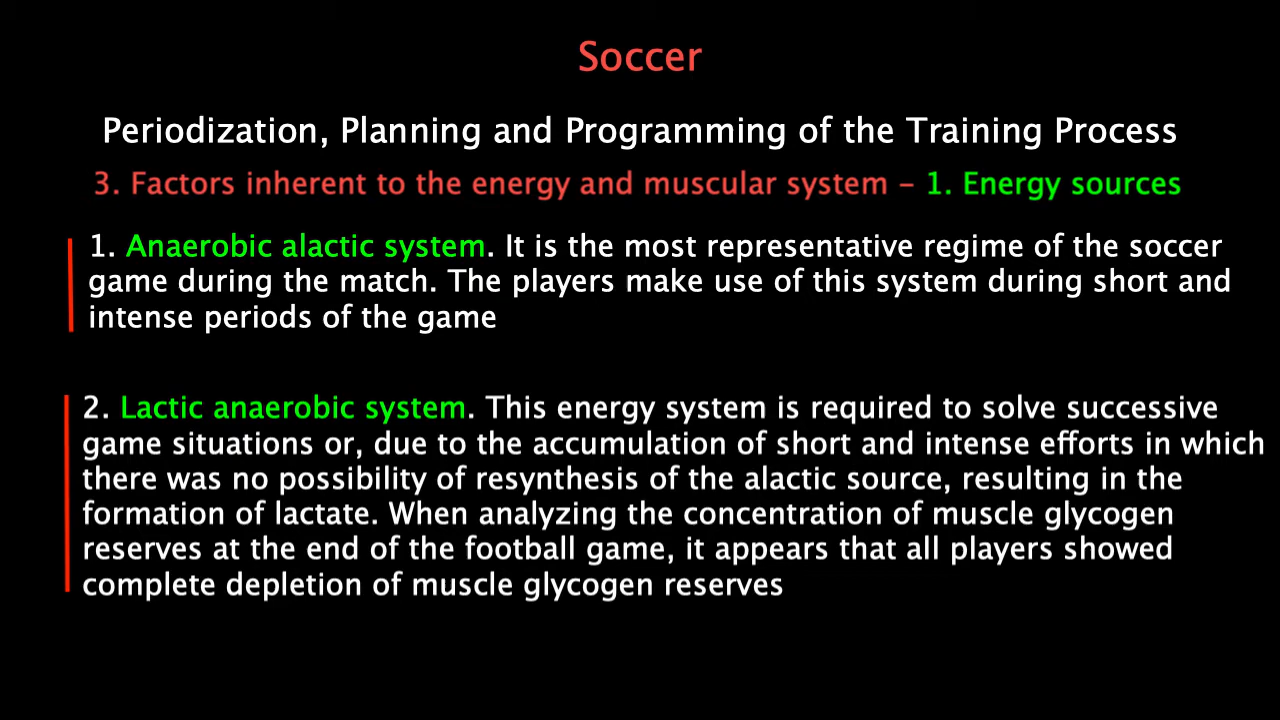 Soccer
Periodization, Planning and Programming of the Training Process
3. Factors inherent to the energy and muscular system – 1. Energy sources
1. Anaerobic alactic system. It is the most representative regime of the soccer
game during the match. The players make use of this system during short and
intense periods of the game
2. Lactic anaerobic system. This energy system is required to solve successive
game situations or, due to the accumulation of short and intense efforts in which
there was no possibility of resynthesis of the alactic source, resulting in the
formation of lactate. When analyzing the concentration of muscle glycogen
reserves at the end of the football game, it appears that all players showed
complete depletion of muscle glycogen reserves